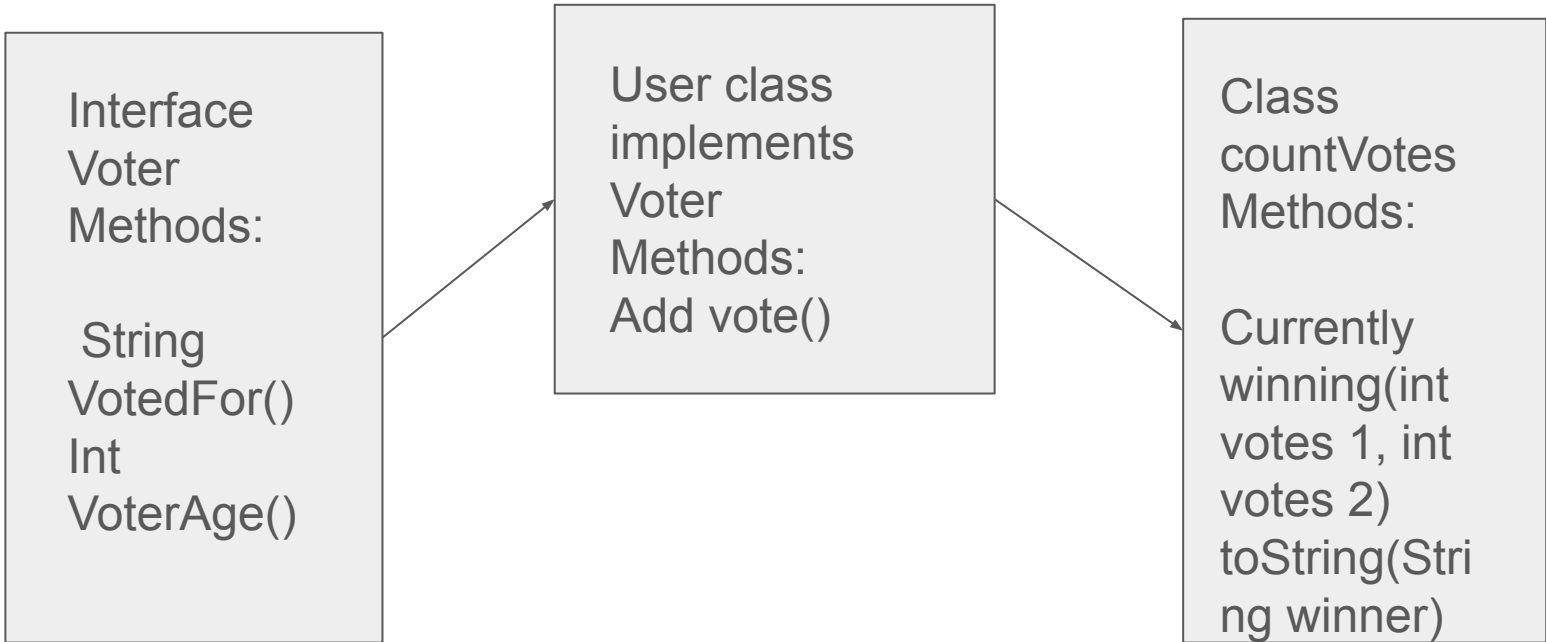 Interface
Voter
Methods:
String
VotedFor()
Int
VoterAge()
User class
implements
Voter
Methods:
Add vote()
Class
countVotes
Methods:
Currently
winning(int
votes 1, int
votes 2)
toString(Stri
ng winner)